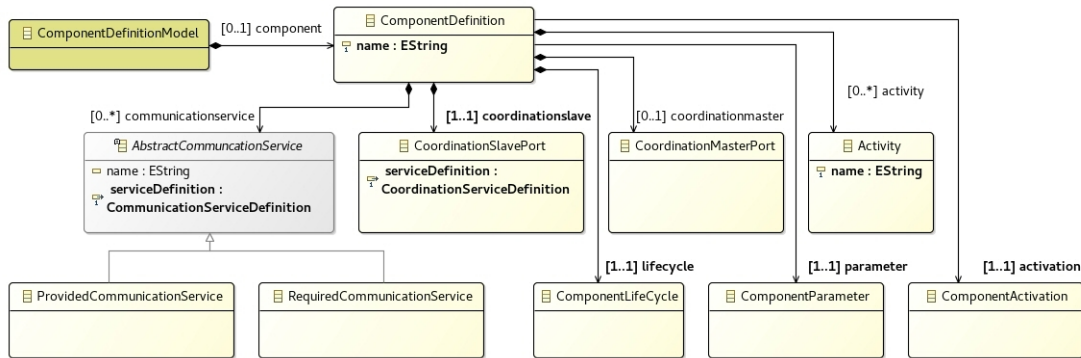 ComponentDefinitionModel
[0..1] component
ComponentDefinition
name : EString
[0..*] communicationservice
[1..1] coordinationslave
[0..1] coordinationmaster
[0..*] activity
AbstractCommuncationService
name : EString
serviceDefinition :
CommunicationServiceDefinition
CoordinationSlavePort
serviceDefinition :
CoordinationServiceDefinition
CoordinationMasterPort
Activity
name : EString
[1..1] lifecycle
[1..1] parameter
[1..1] activation
ProvidedCommunicationService
RequiredCommunicationService
ComponentLifeCycle
ComponentParameter
ComponentActivation